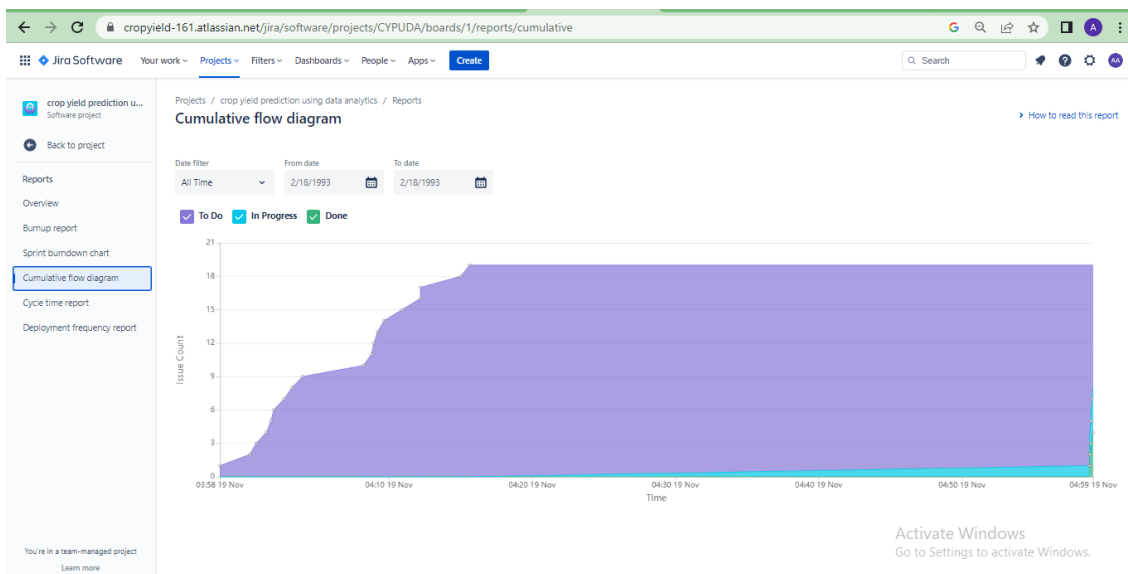 cropyield-161.atlassian.net/jira/software/projects/CYPUDA/boards/1/reports/cumulative
G
A
Jira Software Your work Projects Filters Dashboards People Apps Create Search AA
crop yield prediction u...
Software project
Back to project
Reports
Overview
Burnup report
Sprint burndown chart
Cumulative flow diagram
Cycle time report
Deployment frequency report
You're in a team-managed project
Learn more
Projects / crop yield prediction using data analytics / Reports
Cumulative flow diagram
How to read this report
Date filter From date To date
All Time 2/18/1993 2/18/1993
To Do In Progress Done
21
18
15
12
9
6
3
0
Issue Count
03:58 19 Nov 04:10 19 Nov 04:20 19 Nov 04:30 19 Nov 04:40 19 Nov 04:50 19 Nov 04:59 19 Nov
Time
Activate Windows
Go to Settings to activate Windows.